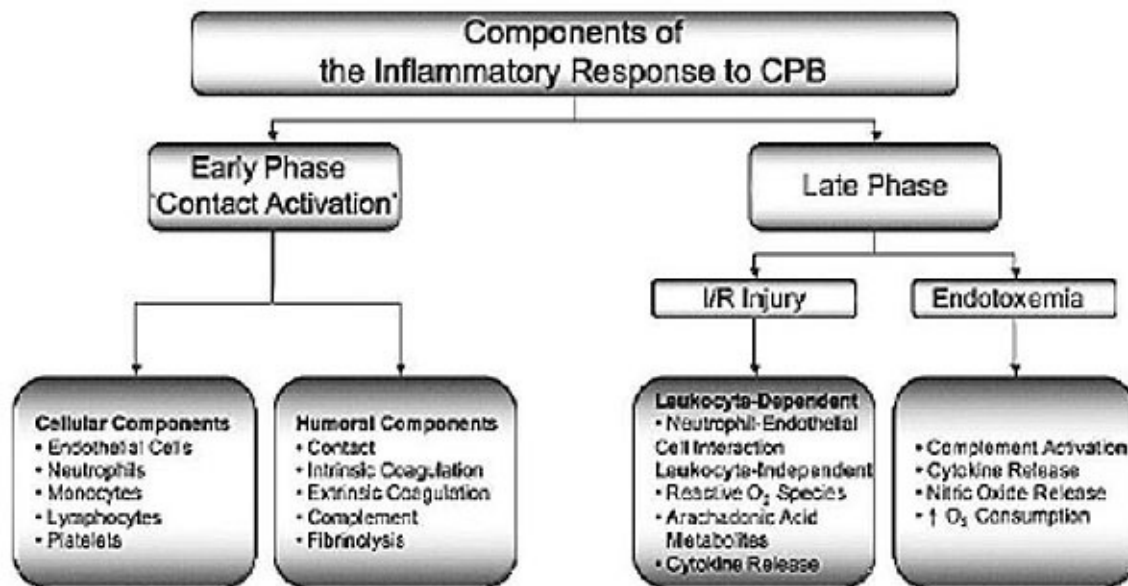 Components of
the Inflammatory Response to CPB
Early Phase
'Contact Activation'
Late Phase
I/R Injury
Endotoxemia
Cellular Components
• Endothelial Cells
• Neutrophils
• Monocytes
• Lymphocytes
• Platelets
Humoral Components
• Contact
• Intrinsic Coagulation
• Extrinsic Coagulation
• Complement
• Fibrinolysis
Leukocyte-Dependent
• Neutrophil-Endothelial
Cell Interaction
Leukocyte-Independent
• Reactive O₂ Species
• Arachadonic Acid
Metabolites
• Cytokine Release
• Complement Activation
• Cytokine Release
• Nitric Oxide Release
• ↑ O₂ Consumption